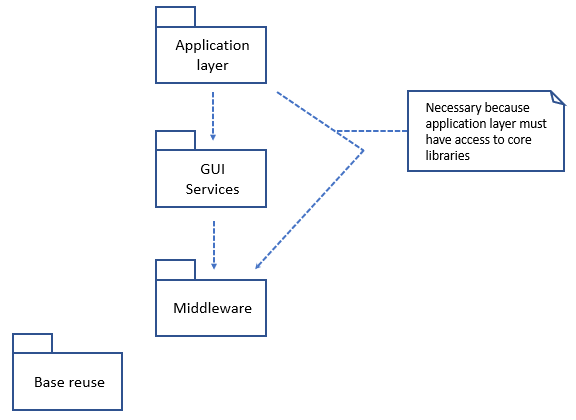 Application
layer
Necessary because
application layer must
have access to core
libraries
GUI
Services
Middleware
Base reuse